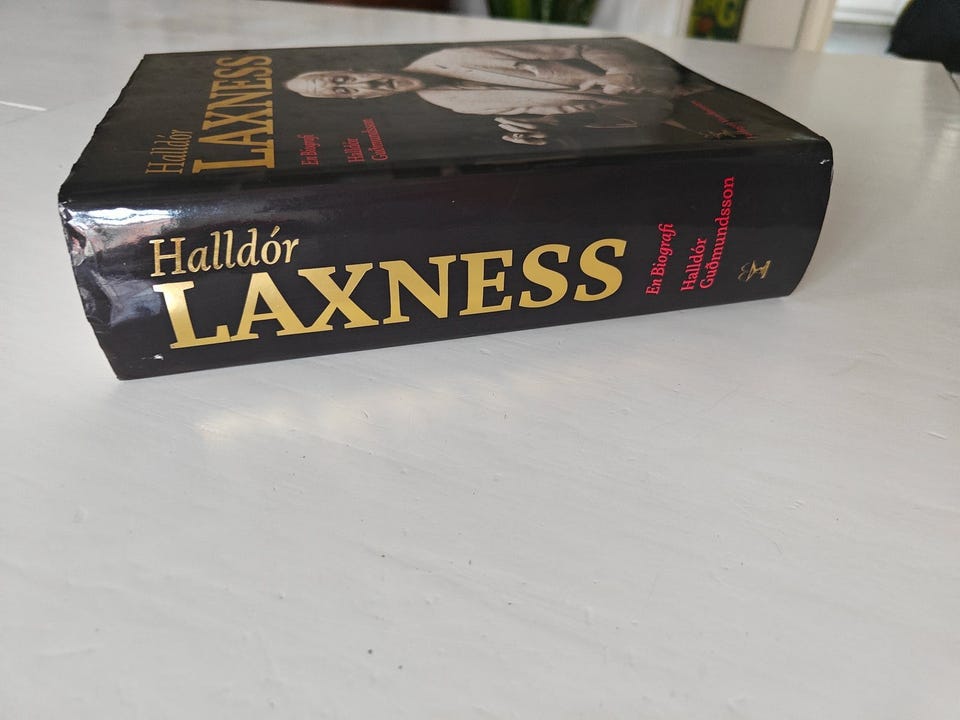 Halldór
LAXNESS
En Biografi
Halldór
Guðmundsson
Halldór
LAXNESS
En Biografi
Halldór
Guðmundsson